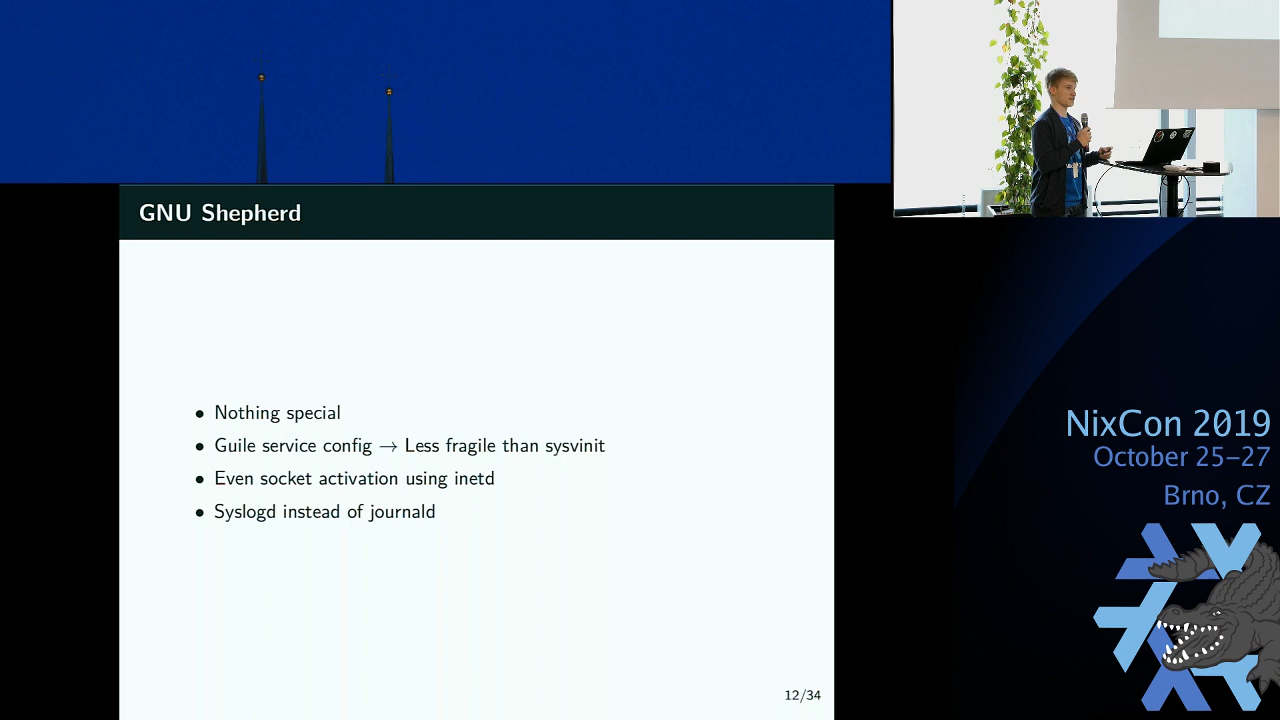 GNU Shepherd
• Nothing special
• Guile service config → Less fragile than sysvinit
• Even socket activation using inetd
• Syslogd instead of journald
12/34
NixCon 2019
October 25–27
Brno, CZ